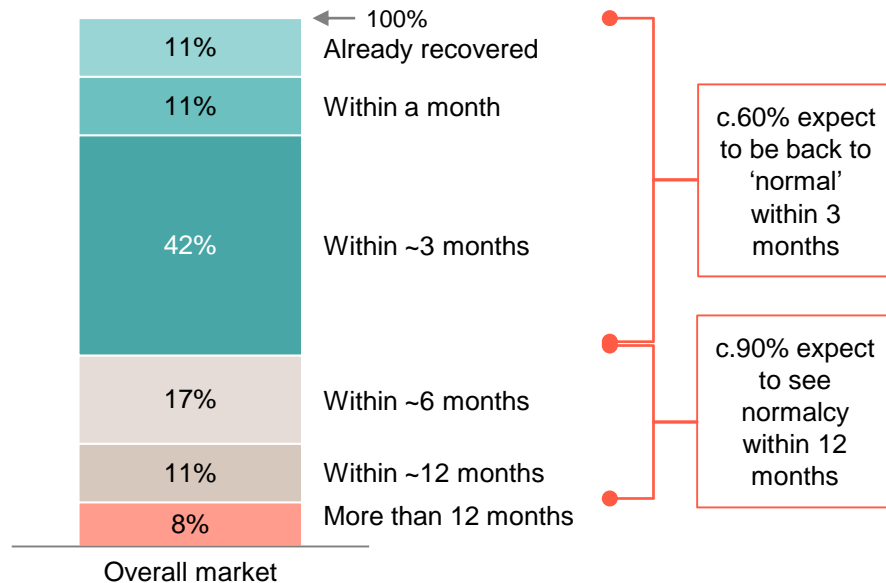 100%
11% Already recovered
11% Within a month
42% Within ~3 months
17% Within ~6 months
11% Within ~12 months
8% More than 12 months
Overall market
c.60% expect
to be back to
‘normal’
within 3
months
c.90% expect
to see
normalcy
within 12
months